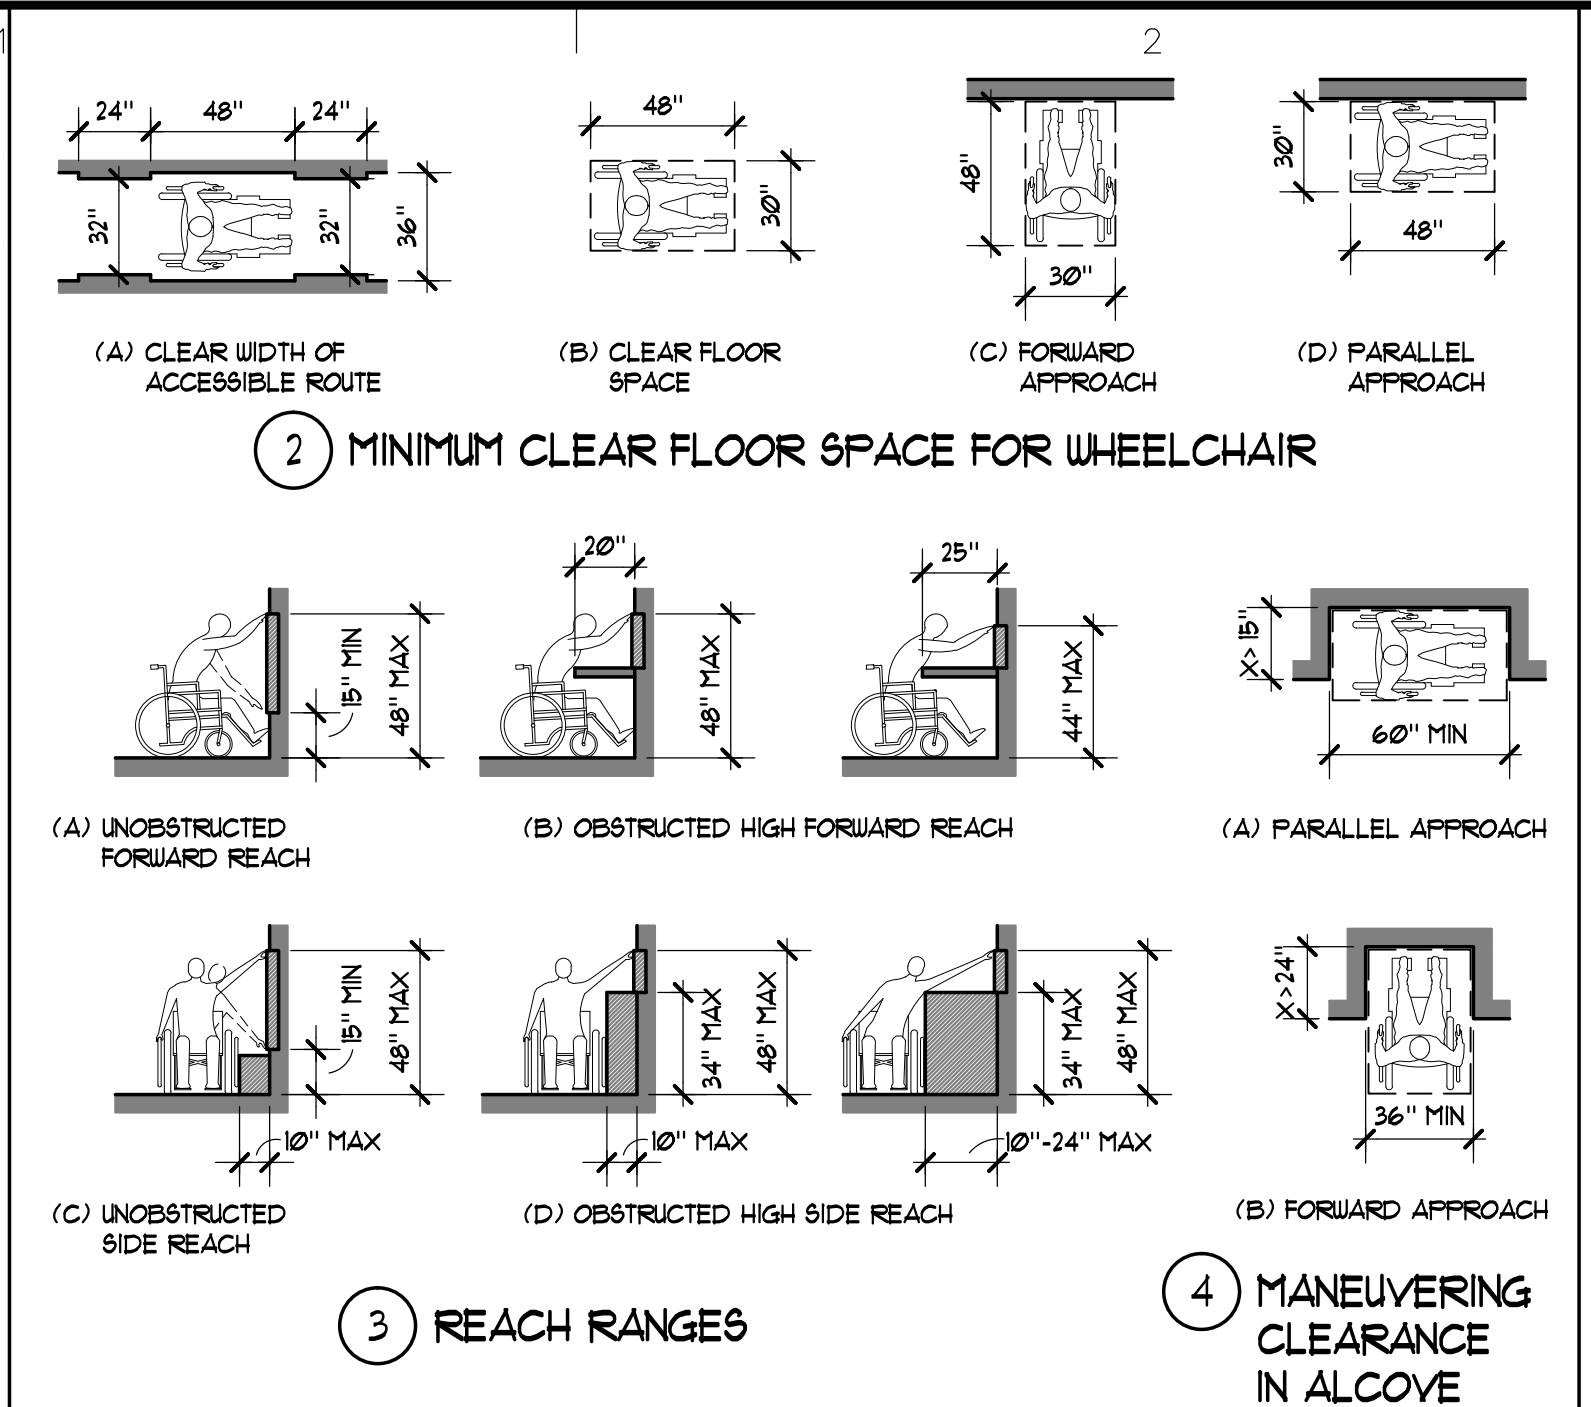 1
2
24"
48"
24"
32"
32"
36"
48"
30"
48"
30"
30"
48"
(A) CLEAR WIDTH OF
ACCESSIBLE ROUTE
(B) CLEAR FLOOR
SPACE
(C) FORWARD
APPROACH
(D) PARALLEL
APPROACH
2
MINIMUM CLEAR FLOOR SPACE FOR WHEELCHAIR
15" MIN
48" MAX
20"
48" MAX
25"
44" MAX
X>15"
60" MIN
(A) UNOBSTRUCTED
FORWARD REACH
(B) OBSTRUCTED HIGH FORWARD REACH
(A) PARALLEL APPROACH
15" MIN
48" MAX
10" MAX
34" MAX
48" MAX
10" MAX
34" MAX
48" MAX
10"-24" MAX
X>24"
36" MIN
(C) UNOBSTRUCTED
SIDE REACH
(D) OBSTRUCTED HIGH SIDE REACH
(B) FORWARD APPROACH
3
REACH RANGES
4
MANEUVERING
CLEARANCE
IN ALCOVE